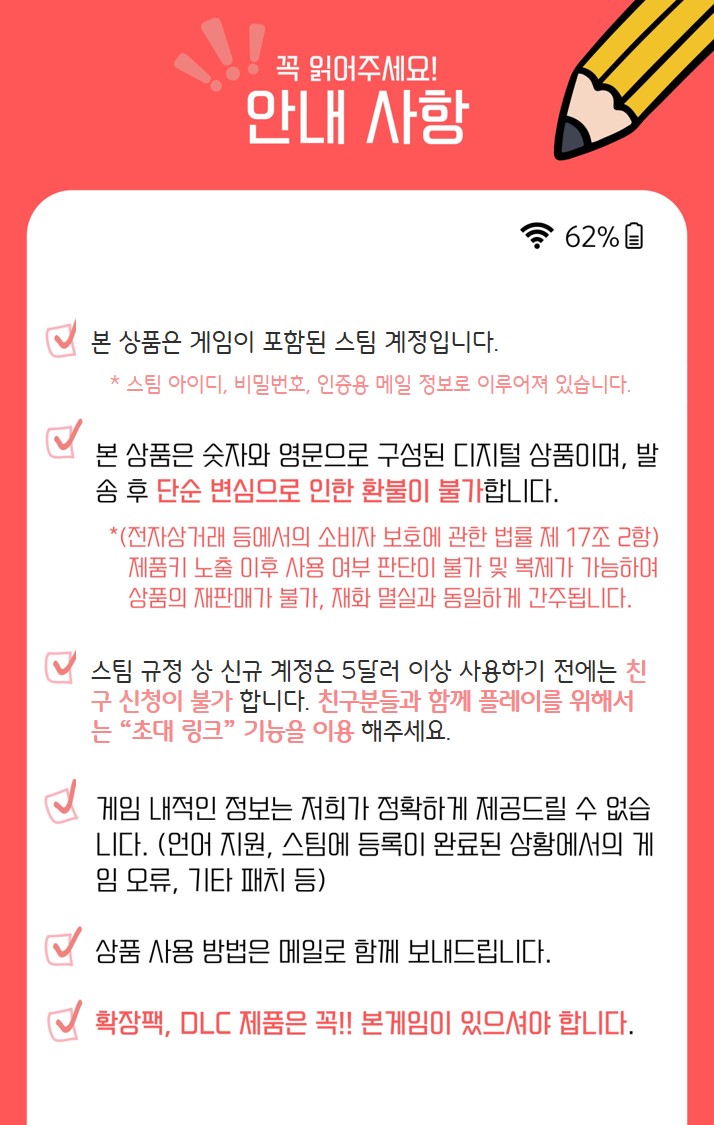 꼭 읽어주세요!
안내 사항
62%
본 상품은 게임이 포함된 스팀 계정입니다.
* 스팀 아이디, 비밀번호, 인증용 메일 정보로 이루어져 있습니다.
본 상품은 숫자와 영문으로 구성된 디지털 상품이며, 발
송 후 단순 변심으로 인한 환불이 불가합니다.
*(전자상거래 등에서의 소비자 보호에 관한 법률 제 17조 2항)
제품키 노출 이후 사용 여부 판단이 불가 및 복제가 가능하여
상품의 재판매가 불가, 재화 멸실과 동일하게 간주됩니다.
스팀 규정 상 신규 계정은 5달러 이상 사용하기 전에는 친
구 신청이 불가 합니다. 친구분들과 함께 플레이를 위해서
는 “초대 링크” 기능을 이용 해주세요.
게임 내적인 정보는 저희가 정확하게 제공드릴 수 없습
니다. (언어 지원, 스팀에 등록이 완료된 상황에서의 게
임 오류, 기타 패치 등)
상품 사용 방법은 메일로 함께 보내드립니다.
확장팩, DLC 제품은 꼭!! 본게임이 있으셔야 합니다.